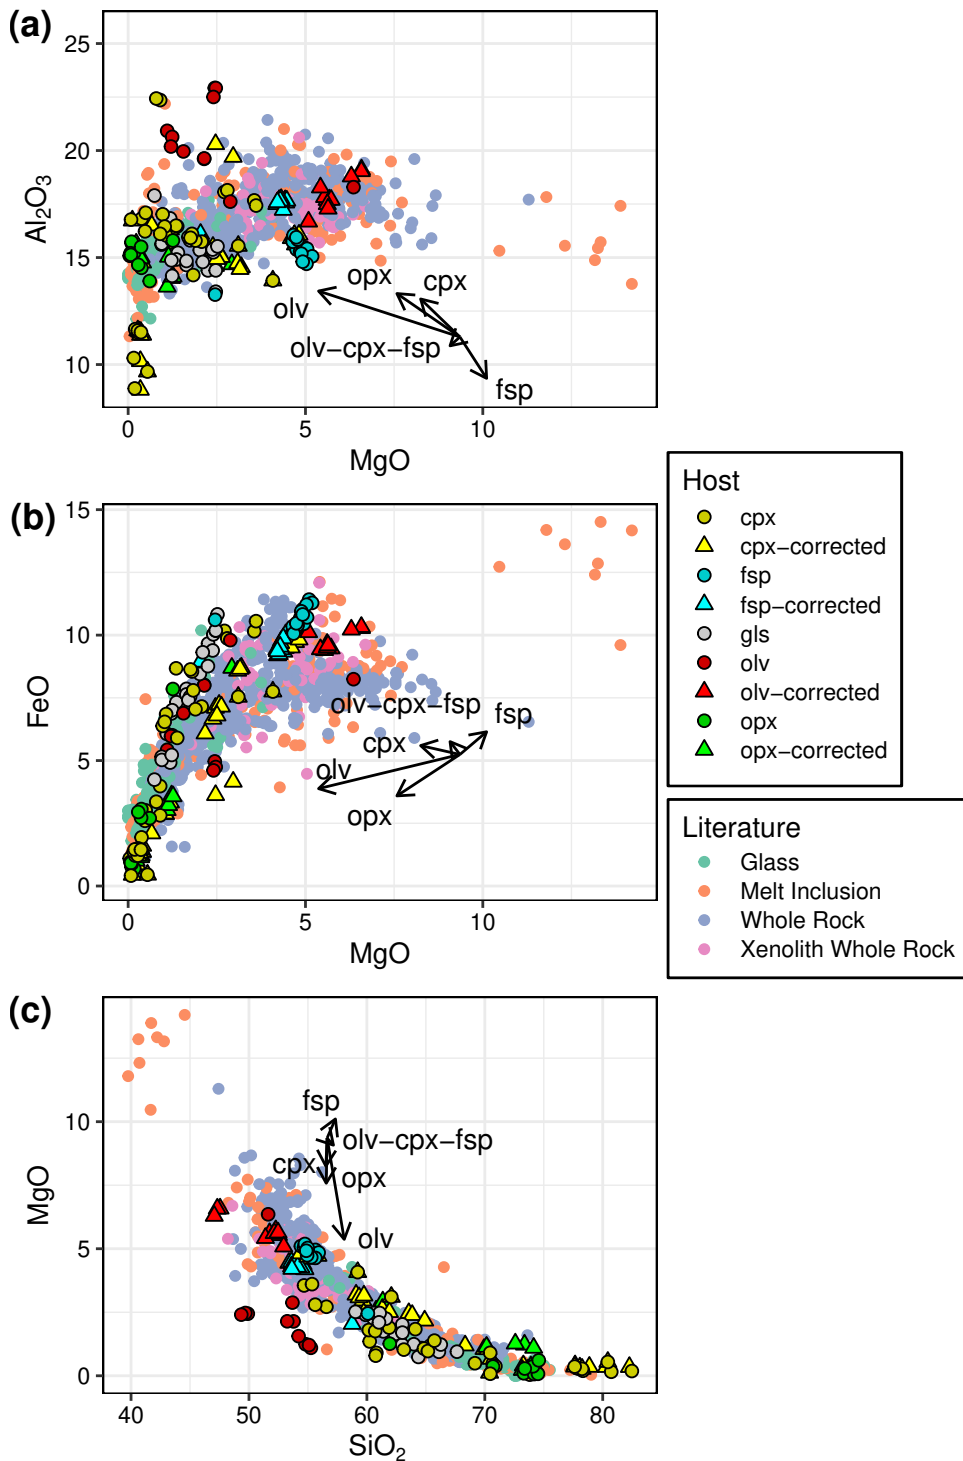 (a)
25
20
15
10
Al2O3
opx
cpx
olv
olv−cpx−fsp
fsp
0
5
10
MgO
(b)
15
10
5
0
FeO
olv−cpx−fsp
fsp
cpx
olv
opx
0
5
10
MgO
Host
cpx
cpx−corrected
fsp
fsp−corrected
gls
olv
olv−corrected
opx
opx−corrected
Literature
Glass
Melt Inclusion
Whole Rock
Xenolith Whole Rock
(c)
10
5
0
MgO
fsp
olv−cpx−fsp
cpx
opx
olv
40
50
60
70
80
SiO2